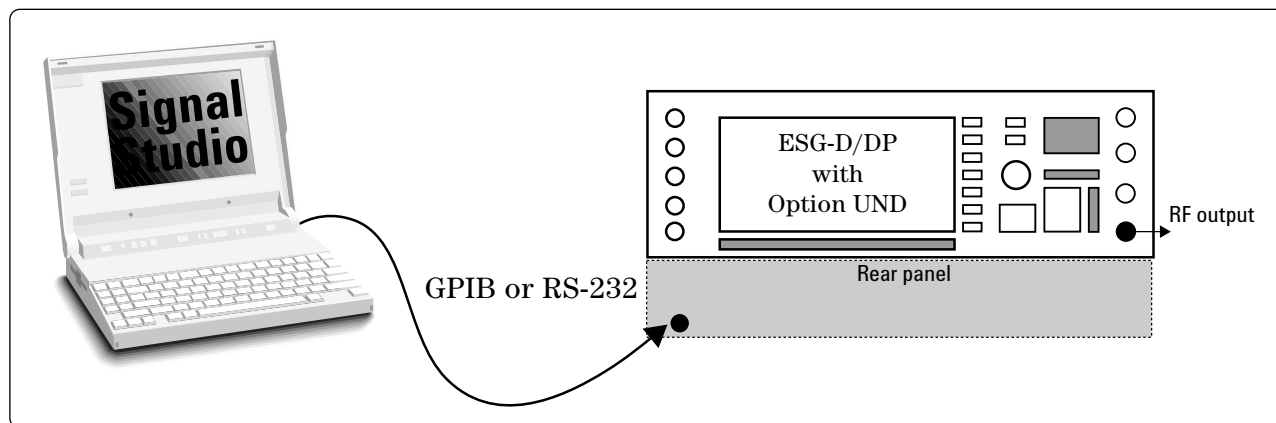 Signal
Studio
GPIB or RS-232
ESG-D/DP
with
Option UND
RF output
Rear panel